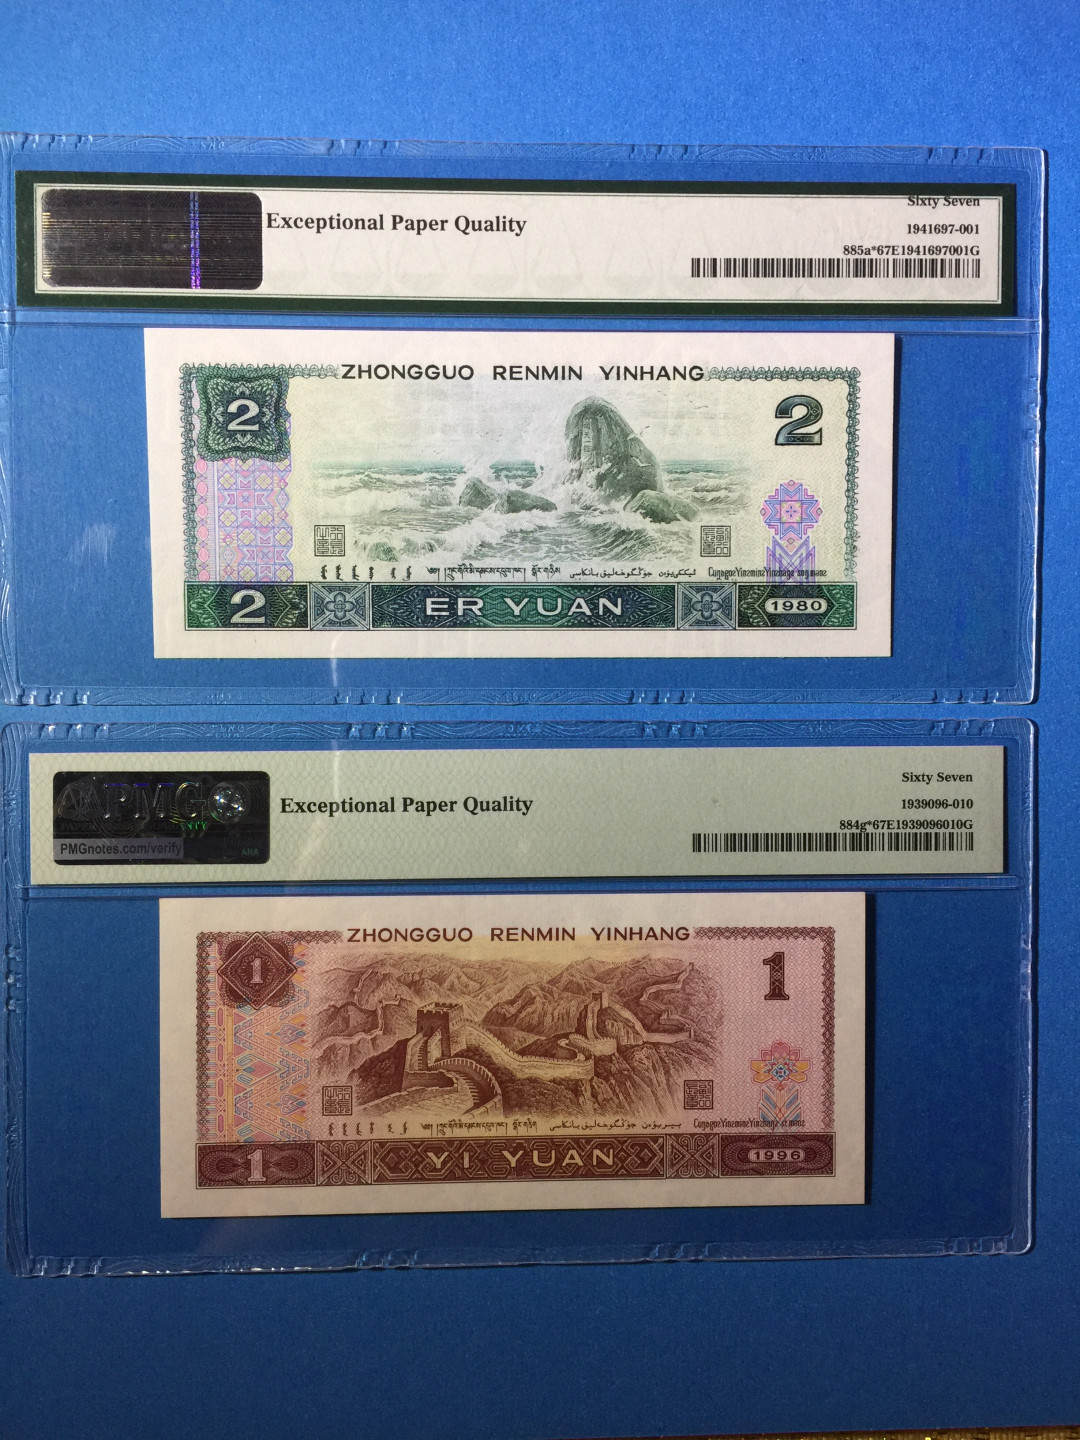 Exceptional Paper Quality
Sixty Seven
1941697-001
885a*67E1941697001G
ZHONGGUO RENMIN YINHANG
2
2
2
ER YUAN
1980
PMG
PMGnotes.com/verify
Exceptional Paper Quality
Sixty Seven
1939096-010
884g*67E1939096010G
ZHONGGUO RENMIN YINHANG
1
1
1
YI YUAN
1996